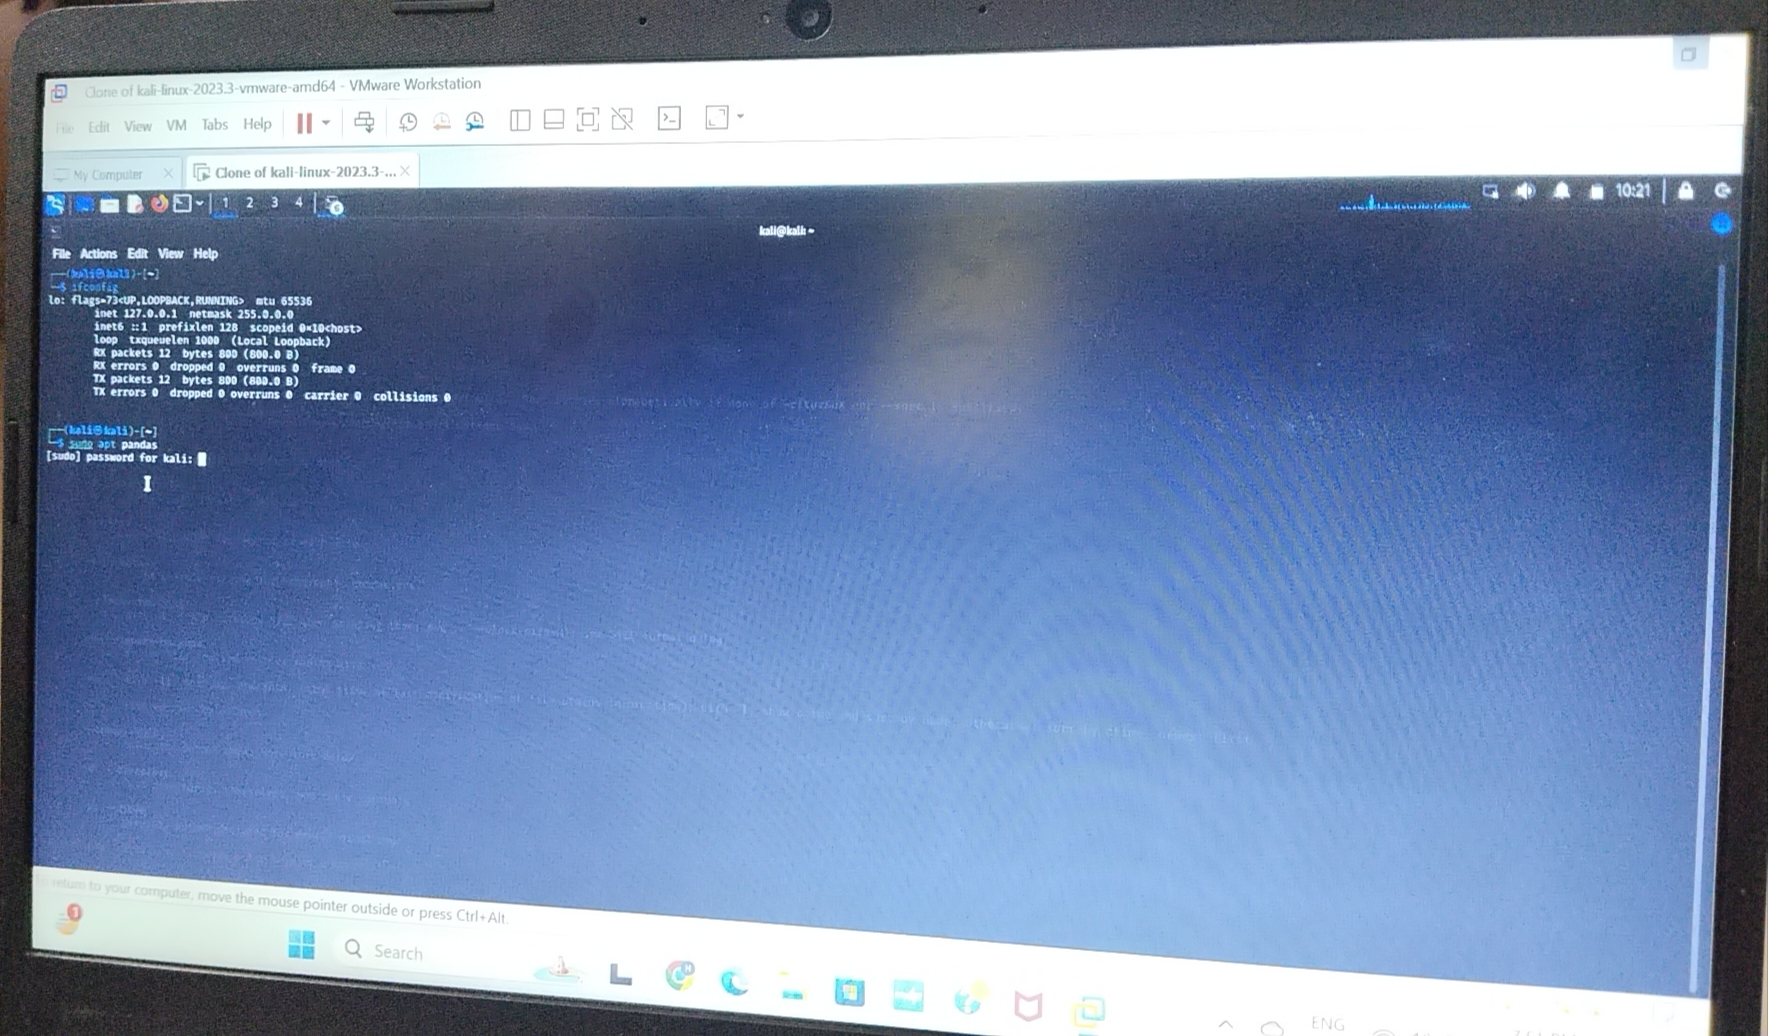 Clone of kali-linux-2023.3-vmware-amd64 - VMware Workstation
File Edit View VM Tabs Help
My Computer
Clone of kali-linux-2023.3-...
1 2 3 4
10:21
kali@kali: ~
File Actions Edit View Help
(kali㉿kali)-[~]
$ ifconfig
lo: flags=73<UP,LOOPBACK,RUNNING> mtu 65536
inet 127.0.0.1 netmask 255.0.0.0
inet6 ::1 prefixlen 128 scopeid 0×10<host>
loop txqueuelen 1000 (Local Loopback)
RX packets 12 bytes 800 (800.0 B)
RX errors 0 dropped 0 overruns 0 frame 0
TX packets 12 bytes 800 (800.0 B)
TX errors 0 dropped 0 overruns 0 carrier 0 collisions 0
(kali㉿kali)-[~]
$ sudo apt pandas
[sudo] password for kali:
return to your computer, move the mouse pointer outside or press Ctrl+Alt.
1
Search
ENG